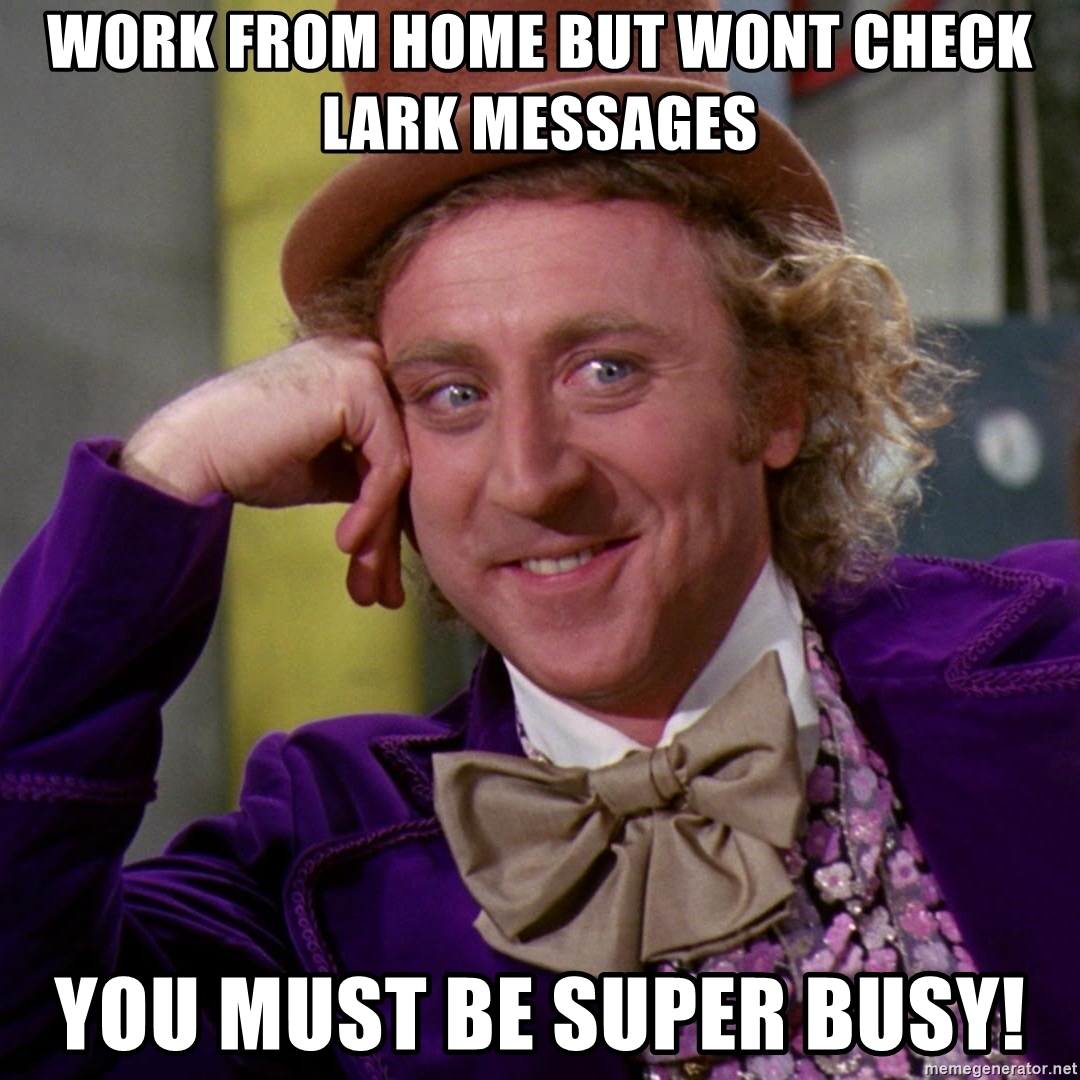 WORK FROM HOME BUT WONT CHECK
LARK MESSAGES
YOU MUST BE SUPER BUSY!
memegenerator.net